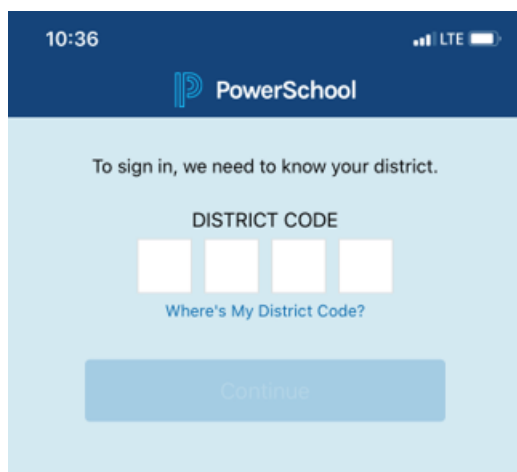 10:36
LTE
PowerSchool
To sign in, we need to know your district.
DISTRICT CODE
Where's My District Code?
Continue